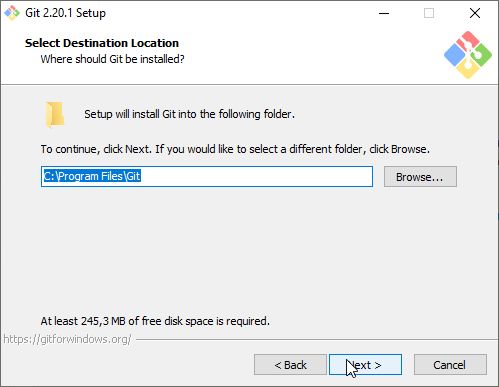 Git 2.20.1 Setup
Select Destination Location
Where should Git be installed?
Setup will install Git into the following folder.
To continue, click Next. If you would like to select a different folder, click Browse.
C:\Program Files\Git
Browse...
At least 245,3 MB of free disk space is required.
https://gitforwindows.org/
< Back
Next >
Cancel